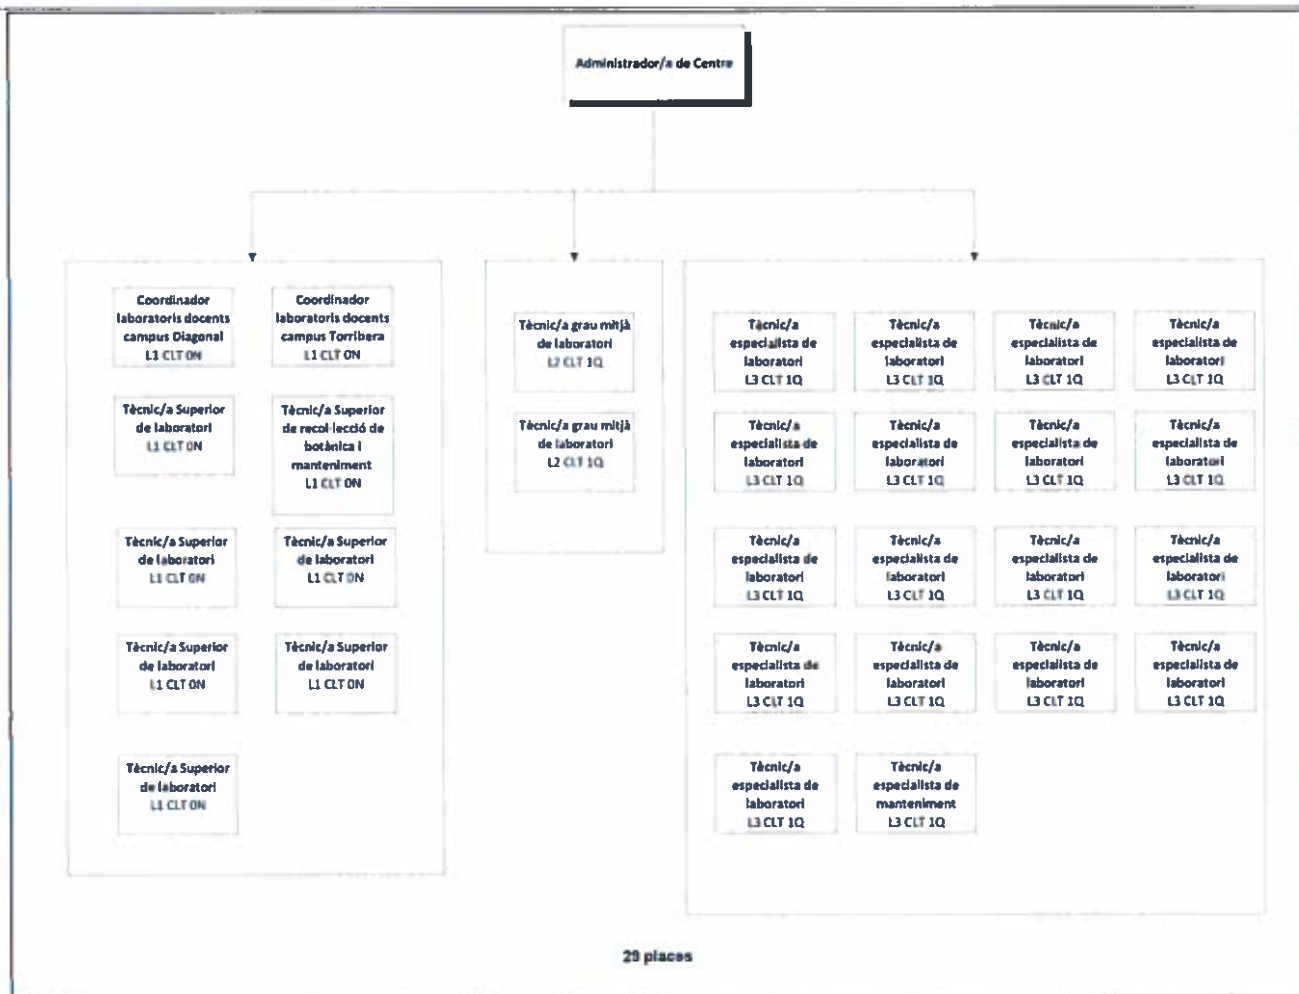 Administrador/a de Centre
Coordinador
laboratoris docents
campus Diagonal
L1 CLT 0N
Coordinador
laboratoris docents
campus Torribera
L1 CLT 0N
Tècnic/a Superior
de laboratori
L1 CLT 0N
Tècnic/a Superior
de recol·lecció de
botànica i
manteniment
L1 CLT 0N
Tècnic/a Superior
de laboratori
L1 CLT 0N
Tècnic/a Superior
de laboratori
L1 CLT 0N
Tècnic/a Superior
de laboratori
L1 CLT 0N
Tècnic/a Superior
de laboratori
L1 CLT 0N
Tècnic/a Superior
de laboratori
L1 CLT 0N
Tècnic/a grau mitjà
de laboratori
L2 CLT 1Q
Tècnic/a grau mitjà
de laboratori
L2 CLT 1Q
Tècnic/a
especialista de
laboratori
L3 CLT 1Q
Tècnic/a
especialista de
laboratori
L3 CLT 1Q
Tècnic/a
especialista de
laboratori
L3 CLT 1Q
Tècnic/a
especialista de
laboratori
L3 CLT 1Q
Tècnic/a
especialista de
laboratori
L3 CLT 1Q
Tècnic/a
especialista de
laboratori
L3 CLT 1Q
Tècnic/a
especialista de
laboratori
L3 CLT 1Q
Tècnic/a
especialista de
laboratori
L3 CLT 1Q
Tècnic/a
especialista de
laboratori
L3 CLT 1Q
Tècnic/a
especialista de
laboratori
L3 CLT 1Q
Tècnic/a
especialista de
laboratori
L3 CLT 1Q
Tècnic/a
especialista de
laboratori
L3 CLT 1Q
Tècnic/a
especialista de
laboratori
L3 CLT 1Q
Tècnic/a
especialista de
laboratori
L3 CLT 1Q
Tècnic/a
especialista de
laboratori
L3 CLT 1Q
Tècnic/a
especialista de
laboratori
L3 CLT 1Q
Tècnic/a
especialista de
laboratori
L3 CLT 1Q
Tècnic/a
especialista de
manteniment
L3 CLT 1Q
29 places